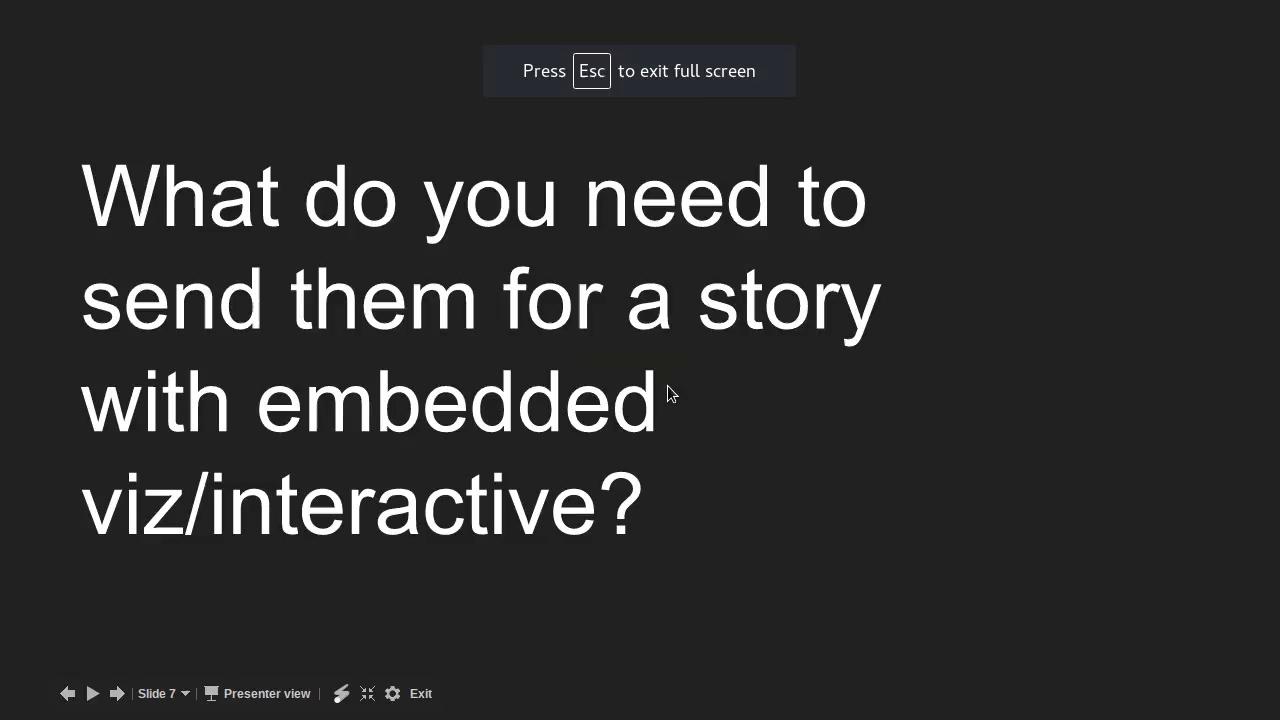 Press Esc to exit full screen
What do you need to
send them for a story
with embedded
viz/interactive?
Slide 7 Presenter view Exit